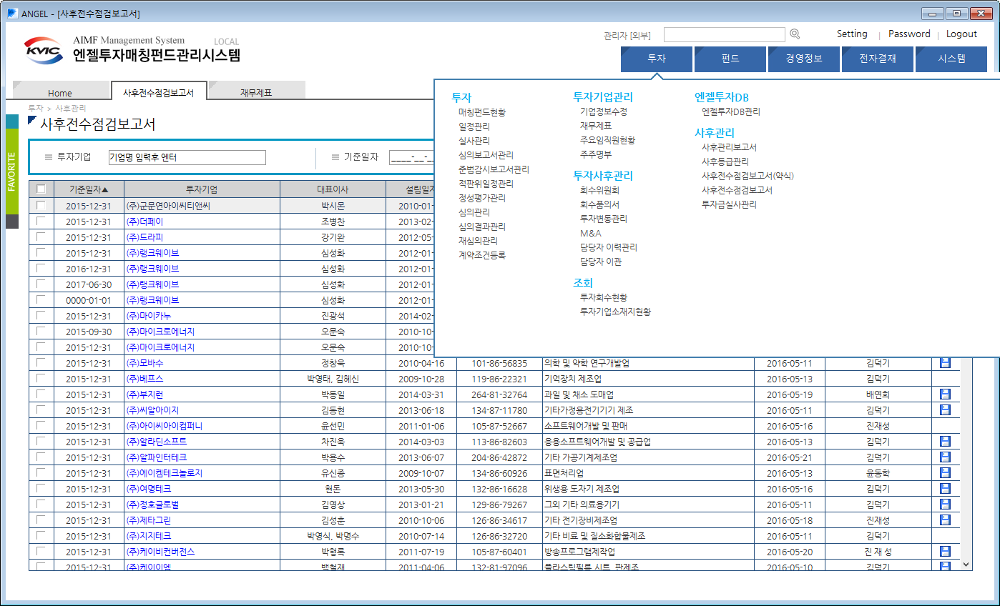 ANGEL - [사후전수점검보고서]
KVIC
AIMF Management System LOCAL
엔젤투자매칭펀드관리시스템
관리자 [외부]
Setting | Password | Logout
투자 펀드 경영정보 전자결재 시스템
Home 사후전수점검보고서 재무제표
투자 > 사후관리
사후전수점검보고서
FAVORITE
투자기업 기업명 입력후 엔터 기준일자 ____-__-_
투자
매칭펀드현황
일정관리
실사관리
심의보고서관리
준법감시보고서관리
적판위일정관리
정성평가관리
심의관리
심의결과관리
재심의관리
계약조건등록
투자기업관리
기업정보수정
재무제표
주요임직원현황
주주명부
투자사후관리
회수위원회
회수품의서
투자변동관리
M&A
담당자 이력관리
담당자 이관
조회
투자회수현황
투자기업소재지현황
엔젤투자DB
엔젤투자DB관리
사후관리
사후관리보고서
사후등급관리
사후전수점검보고서(약식)
사후전수점검보고서
투자금실사관리
기준일자▲ 투자기업 대표이사 설립일자
2015-12-31 (주)군문연아이씨티앤씨 박시몬 2010-01-
2015-12-31 (주)더페이 조병찬 2013-02-
2015-12-31 (주)드라피 강기완 2012-05-
2015-12-31 (주)랭크웨이브 심성화 2012-01-
2016-12-31 (주)랭크웨이브 심성화 2012-01-
2017-06-30 (주)랭크웨이브 심성화 2012-01-
0000-01-01 (주)랭크웨이브 심성화 2012-01-
2015-12-31 (주)마이카누 진광석 2014-02-
2015-09-30 (주)마이크로에너지 오문숙 2010-10-
2015-12-31 (주)마이크로에너지 오문숙 2010-10-
2015-12-31 (주)모바수 정창욱 2010-04-16 101-86-56835 의학 및 약학 연구개발업 2016-05-11 김덕기
2015-12-31 (주)베프스 박영태, 김혜신 2009-10-28 119-86-22321 기억장치 제조업 2016-05-13 김덕기
2015-12-31 (주)부지런 박동일 2014-03-31 264-81-32764 과일 및 채소 도매업 2016-05-19 배연희
2015-12-31 (주)씨알아이지 김동현 2013-06-18 134-87-11780 기타가정용전기기기 제조 2016-05-11 김덕기
2015-12-31 (주)아이씨아이컴퍼니 윤선민 2011-01-06 105-87-52667 소프트웨어개발 및 판매 2016-05-16 진재성
2015-12-31 (주)알라딘소프트 차진욱 2014-03-03 113-86-82603 응용소프트웨어개발 및 공급업 2016-05-13 김덕기
2015-12-31 (주)알파인터테크 박용수 2013-06-07 204-86-42872 기타 가공기계제조업 2016-05-21 김덕기
2015-12-31 (주)에이켐테크놀로지 유신종 2009-10-07 134-86-60926 표면처리업 2016-05-13 윤동학
2015-12-31 (주)여명테크 현돈 2013-05-30 132-86-16628 위생용 도자기 제조업 2016-05-16 김덕기
2015-12-31 (주)정호글로벌 김영상 2013-01-21 129-86-79267 그외 기타 의료용기기 2016-05-11 김덕기
2015-12-31 (주)제타그린 김성훈 2010-10-06 126-86-34617 기타 전기장비제조업 2016-05-18 진재성
2015-12-31 (주)지지테크 박영식, 박명수 2010-07-14 126-86-32720 기타 비료 및 질소화합물제조 2016-05-11 김덕기
2015-12-31 (주)케이비컨버전스 박형록 2011-07-19 105-87-60401 방송프로그램제작업 2016-05-20 진 재 성
2015-12-31 (주)케이이엠 백철재 2011-04-06 132-81-97096 플라스틱필름 시트, 판제조 2016-05-10 김덕기